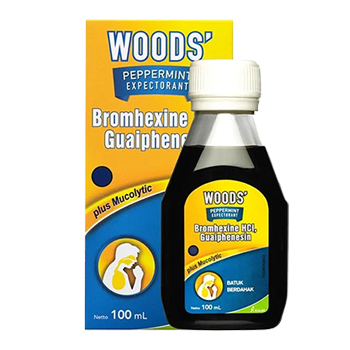 WOODS'
PEPPERMINT
EXPECTORANT
Bromhexine
Guaiphenesin
plus Mucolytic
Netto 100 mL
WOODS'
PEPPERMINT
EXPECTORANT
Bromhexine HCl,
Guaiphenesin
plus Mucolytic
BATUK
BERDAHAK
Netto 100 mL